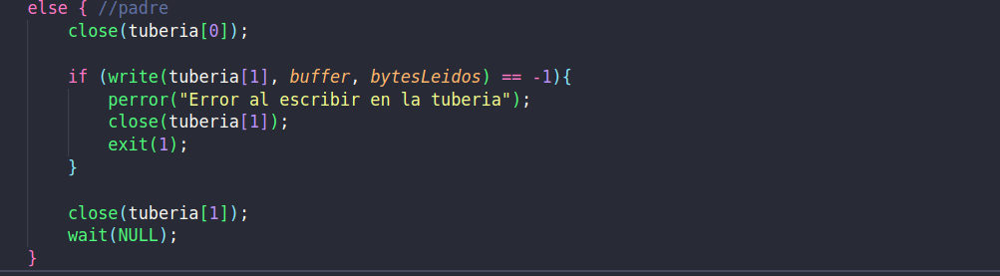 else { //padre
close(tuberia[0]);
if (write(tuberia[1], buffer, bytesLeidos) == -1){
perror("Error al escribir en la tuberia");
close(tuberia[1]);
exit(1);
}
close(tuberia[1]);
wait(NULL);
}